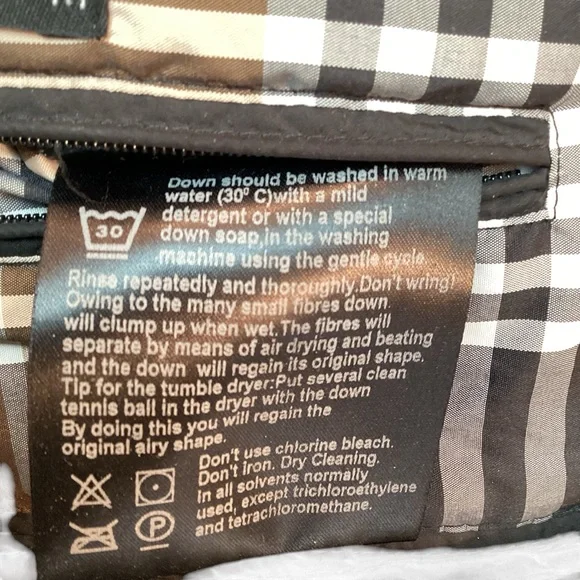 Down should be washed in warm
water (30º C)with a mild
detergent or with a special
down soap,in the washing
machine using the gentle cycle.
30
Rinse repeatedly and thoroughly.Don't wring!
Owing to the many small fibres down
will clump up when wet.The fibres will
separate by means of air drying and beating
and the down will regain its original shape.
Tip for the tumble dryer:Put several clean
tennis ball in the dryer with the down
By doing this you will regain the
original airy shape.
Don't use chlorine bleach.
Don't iron. Dry Cleaning.
In all solvents normally
used, except trichloroethylene
and tetrachloromethane.
P